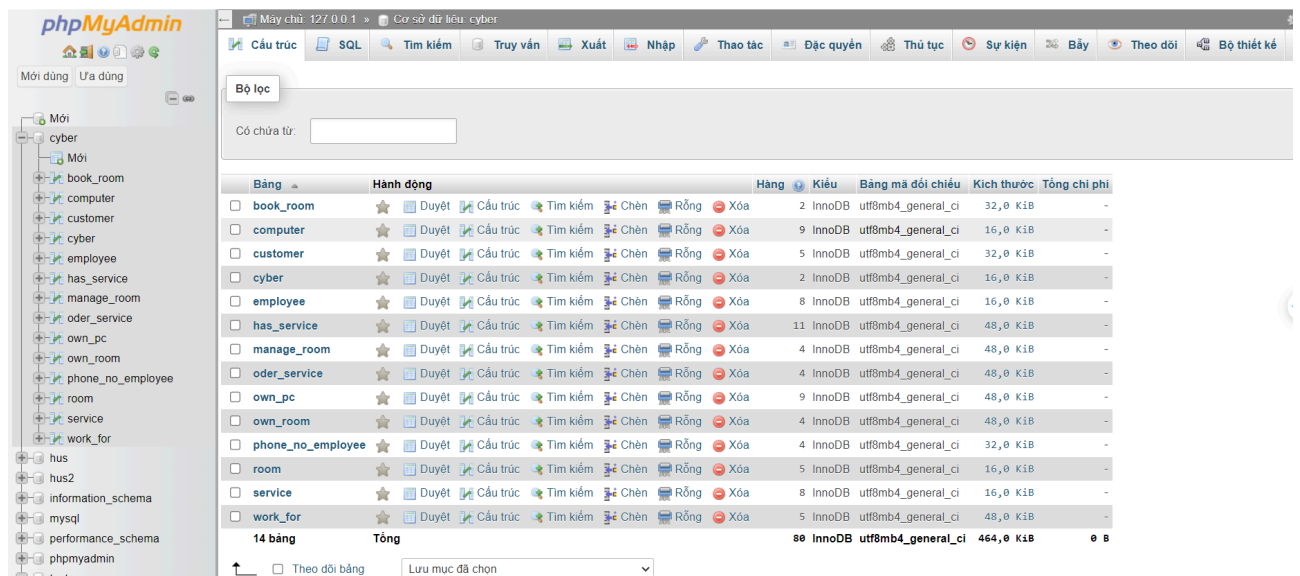 phpMyAdmin
Mới dùng Ưa dùng
Mới
cyber
Mới
book_room
computer
customer
cyber
employee
has_service
manage_room
oder_service
own_pc
own_room
phone_no_employee
room
service
work_for
hus
hus2
information_schema
mysql
performance_schema
phpmyadmin
Máy chủ: 127.0.0.1 » Cơ sở dữ liệu: cyber
Cấu trúc SQL Tìm kiếm Truy vấn Xuất Nhập Thao tác Đặc quyền Thủ tục Sự kiện Bẫy Theo dõi Bộ thiết kế
Bộ lọc
Có chứa từ:
Bảng Hành động Hàng Kiểu Bảng mã đối chiếu Kích thước Tổng chi phí
book_room Duyệt Cấu trúc Tìm kiếm Chèn Rỗng Xóa 2 InnoDB utf8mb4_general_ci 32,0 KiB -
computer Duyệt Cấu trúc Tìm kiếm Chèn Rỗng Xóa 9 InnoDB utf8mb4_general_ci 16,0 KiB -
customer Duyệt Cấu trúc Tìm kiếm Chèn Rỗng Xóa 5 InnoDB utf8mb4_general_ci 32,0 KiB -
cyber Duyệt Cấu trúc Tìm kiếm Chèn Rỗng Xóa 2 InnoDB utf8mb4_general_ci 16,0 KiB -
employee Duyệt Cấu trúc Tìm kiếm Chèn Rỗng Xóa 8 InnoDB utf8mb4_general_ci 16,0 KiB -
has_service Duyệt Cấu trúc Tìm kiếm Chèn Rỗng Xóa 11 InnoDB utf8mb4_general_ci 48,0 KiB -
manage_room Duyệt Cấu trúc Tìm kiếm Chèn Rỗng Xóa 4 InnoDB utf8mb4_general_ci 48,0 KiB -
oder_service Duyệt Cấu trúc Tìm kiếm Chèn Rỗng Xóa 4 InnoDB utf8mb4_general_ci 48,0 KiB -
own_pc Duyệt Cấu trúc Tìm kiếm Chèn Rỗng Xóa 9 InnoDB utf8mb4_general_ci 48,0 KiB -
own_room Duyệt Cấu trúc Tìm kiếm Chèn Rỗng Xóa 4 InnoDB utf8mb4_general_ci 48,0 KiB -
phone_no_employee Duyệt Cấu trúc Tìm kiếm Chèn Rỗng Xóa 4 InnoDB utf8mb4_general_ci 32,0 KiB -
room Duyệt Cấu trúc Tìm kiếm Chèn Rỗng Xóa 5 InnoDB utf8mb4_general_ci 16,0 KiB -
service Duyệt Cấu trúc Tìm kiếm Chèn Rỗng Xóa 8 InnoDB utf8mb4_general_ci 16,0 KiB -
work_for Duyệt Cấu trúc Tìm kiếm Chèn Rỗng Xóa 5 InnoDB utf8mb4_general_ci 48,0 KiB -
14 bảng Tổng 80 InnoDB utf8mb4_general_ci 464,0 KiB 0 B
Theo dõi bảng Lưu mục đã chọn